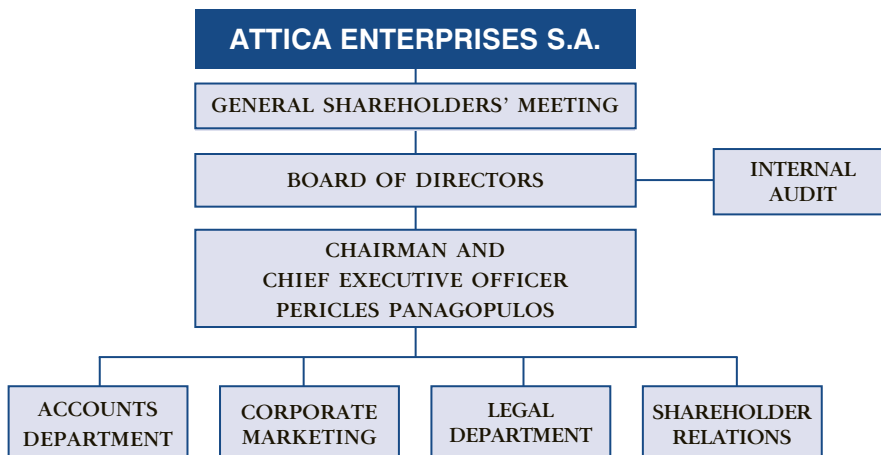 ATTICA ENTERPRISES S.A.
GENERAL SHAREHOLDERS’ MEETING
BOARD OF DIRECTORS
INTERNAL
AUDIT
CHAIRMAN AND
CHIEF EXECUTIVE OFFICER
PERICLES PANAGOPULOS
ACCOUNTS
DEPARTMENT
CORPORATE
MARKETING
LEGAL
DEPARTMENT
SHAREHOLDER
RELATIONS